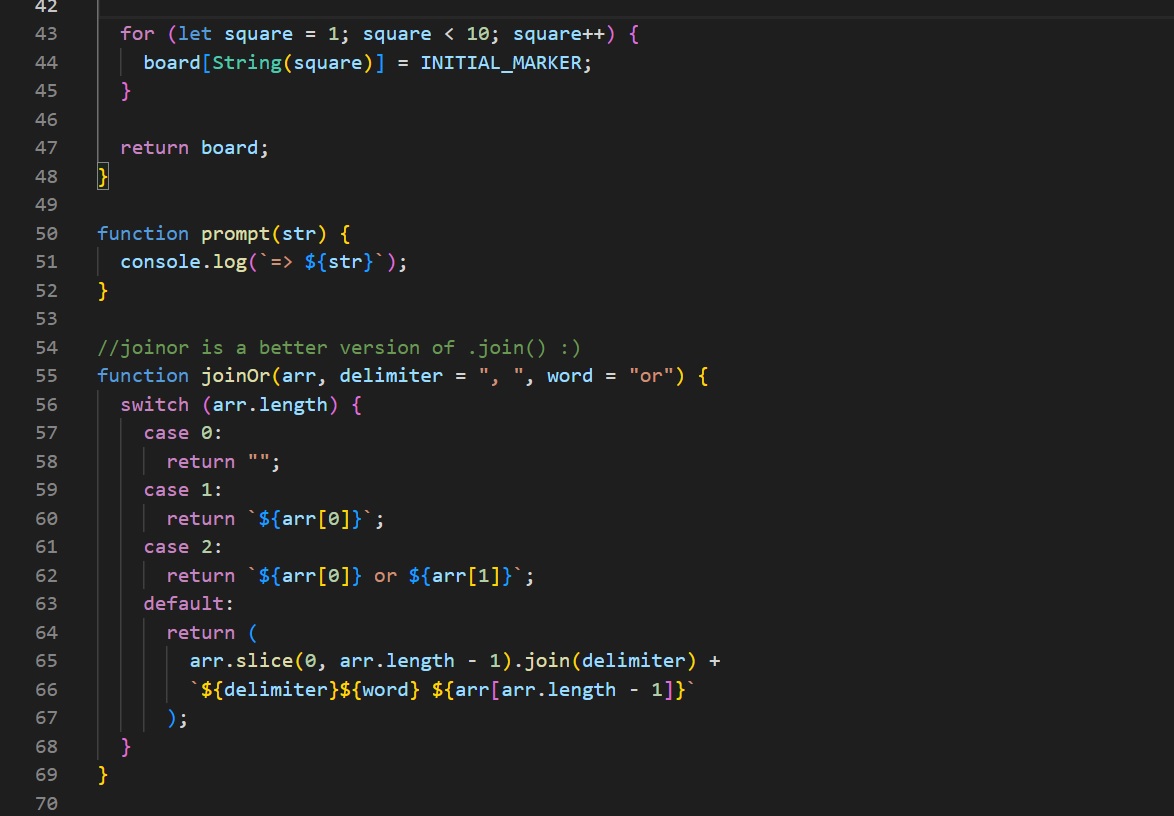 42
43 for (let square = 1; square < 10; square++) {
44 board[String(square)] = INITIAL_MARKER;
45 }
46
47 return board;
48 }
49
50 function prompt(str) {
51 console.log(`=> ${str}`);
52 }
53
54 //joinor is a better version of .join() :)
55 function joinOr(arr, delimiter = ", ", word = "or") {
56 switch (arr.length) {
57 case 0:
58 return "";
59 case 1:
60 return `${arr[0]}`;
61 case 2:
62 return `${arr[0]} or ${arr[1]}`;
63 default:
64 return (
65 arr.slice(0, arr.length - 1).join(delimiter) +
66 `${delimiter}${word} ${arr[arr.length - 1]}`
67 );
68 }
69 }
70